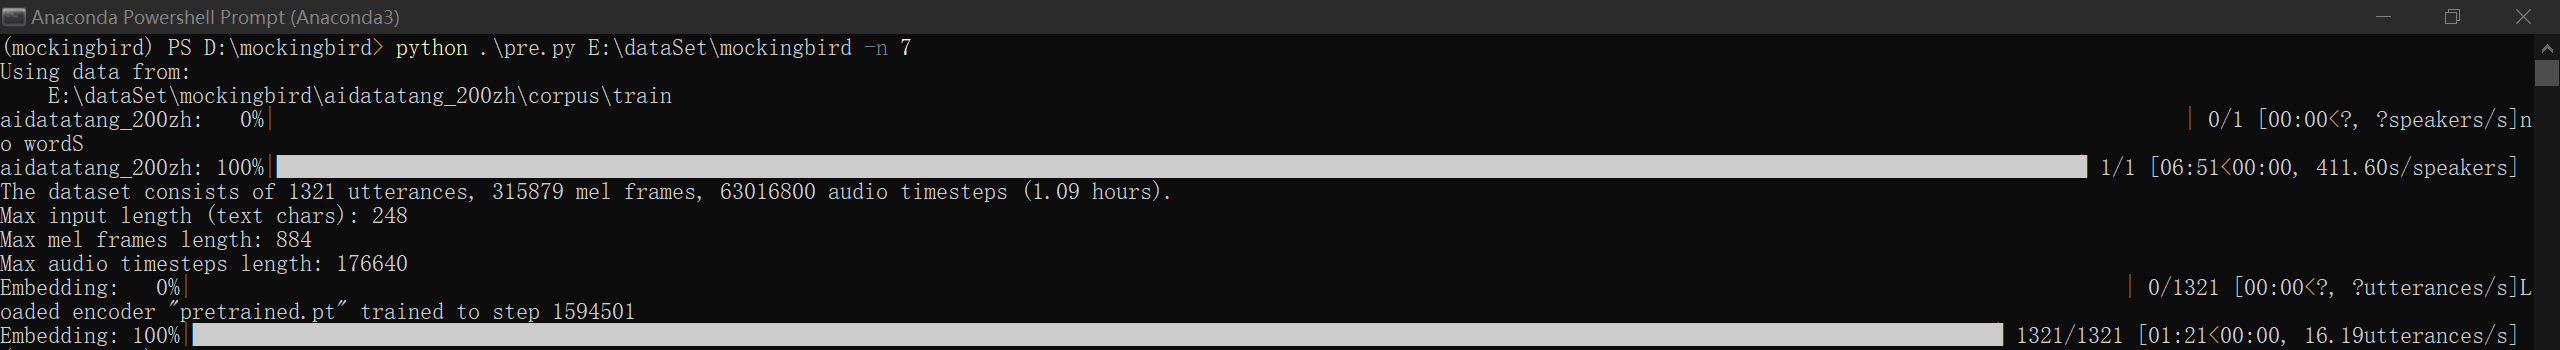 Anaconda Powershell Prompt (Anaconda3)
(mockingbird) PS D:\mockingbird> python .\pre.py E:\dataSet\mockingbird -n 7
Using data from:
    E:\dataSet\mockingbird\aidatatang_200zh\corpus\train
aidatatang_200zh:   0%| | 0/1 [00:00<?, ?speakers/s]n
o wordS
aidatatang_200zh: 100%| 1/1 [06:51<00:00, 411.60s/speakers]
The dataset consists of 1321 utterances, 315879 mel frames, 63016800 audio timesteps (1.09 hours).
Max input length (text chars): 248
Max mel frames length: 884
Max audio timesteps length: 176640
Embedding:   0%| | 0/1321 [00:00<?, ?utterances/s]L
oaded encoder "pretrained.pt" trained to step 1594501
Embedding: 100%| 1321/1321 [01:21<00:00, 16.19utterances/s]